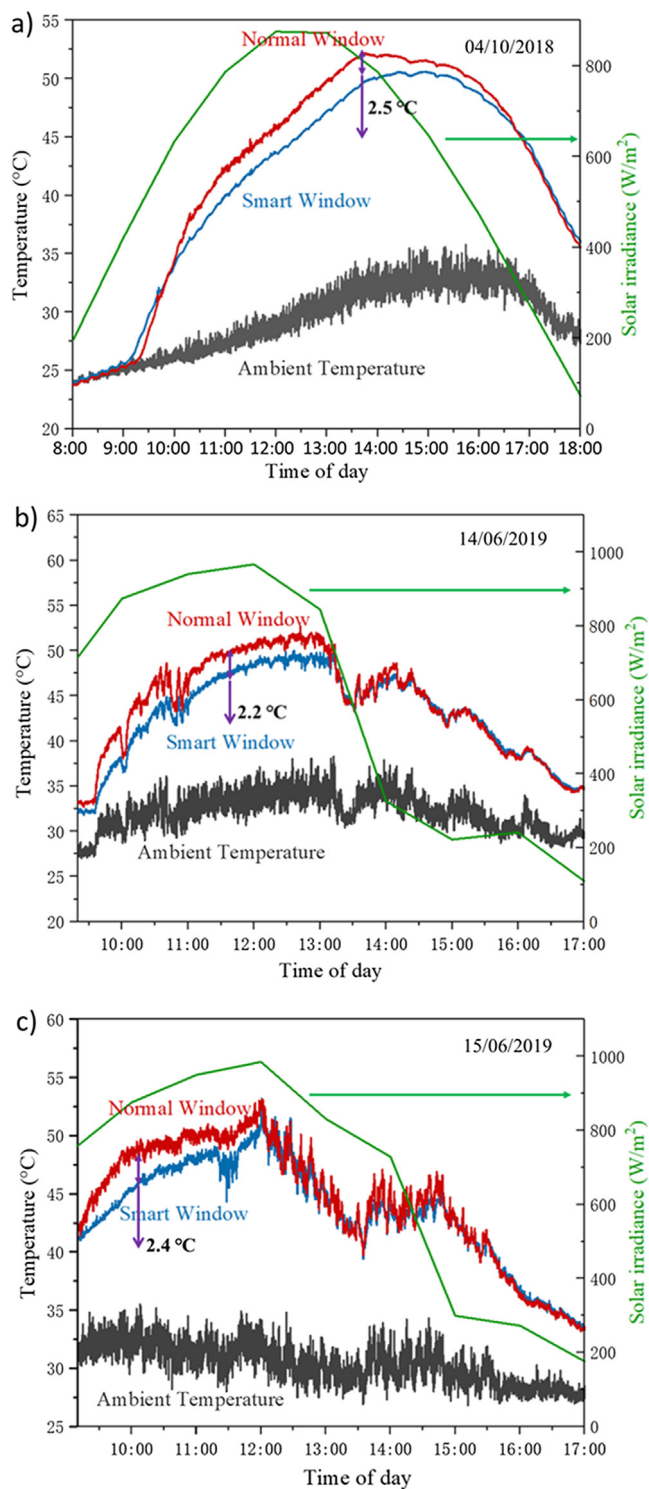 a)
55
50
45
40
35
30
25
20
Temperature (°C)
Normal Window
04/10/2018
2.5 °C
Smart Window
Ambient Temperature
800
600
400
200
0
Solar irradiance (W/m²)
8:00 9:00 10:00 11:00 12:00 13:00 14:00 15:00 16:00 17:00 18:00
Time of day
b)
65
60
55
50
45
40
35
30
25
20
Temperature (°C)
14/06/2019
Normal Window
2.2 °C
Smart Window
Ambient Temperature
1000
800
600
400
200
0
Solar irradiance (W/m²)
10:00 11:00 12:00 13:00 14:00 15:00 16:00 17:00
Time of day
c)
60
55
50
45
40
35
30
25
Temperature (°C)
15/06/2019
Normal Window
Smart Window
2.4 °C
Ambient Temperature
1000
800
600
400
200
0
Solar irradiance (W/m²)
10:00 11:00 12:00 13:00 14:00 15:00 16:00 17:00
Time of day